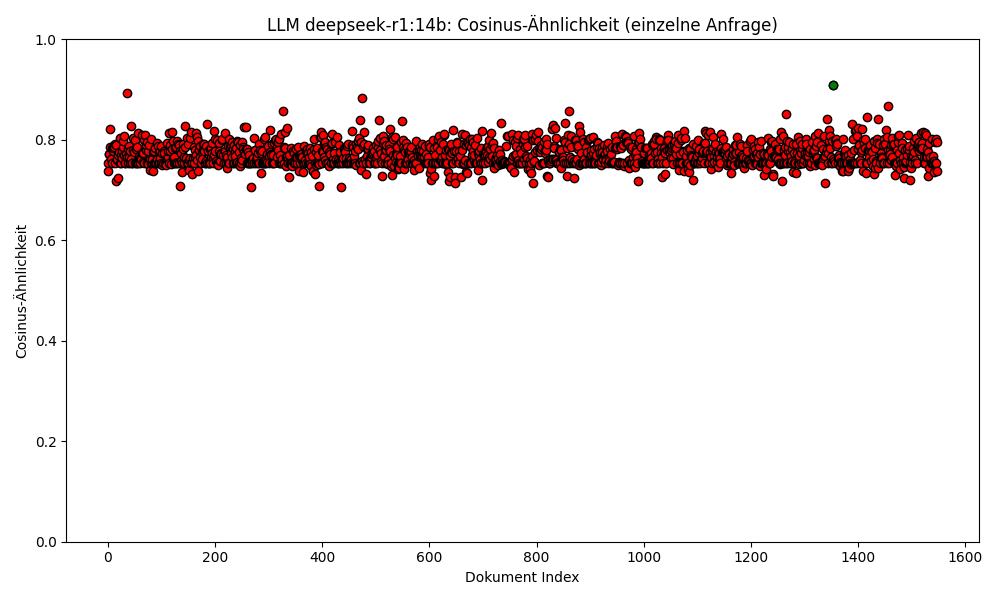 LLM deepseek-r1:14b: Cosinus-Ähnlichkeit (einzelne Anfrage)
1.0
0.8
0.6
0.4
0.2
0.0
Cosinus-Ähnlichkeit
0 200 400 600 800 1000 1200 1400 1600
Dokument Index